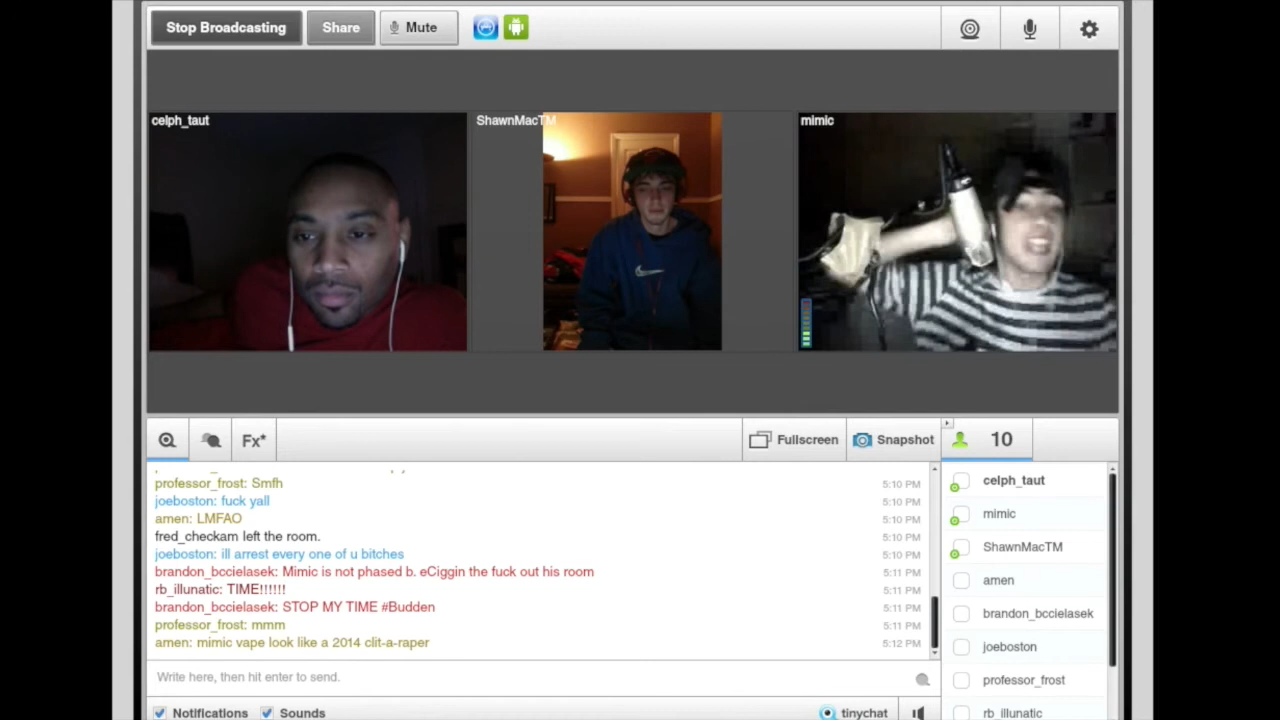 Stop Broadcasting
Share
Mute
celph_taut
ShawnMacTM
mimic
Fx*
Fullscreen
Snapshot
10
professor_frost: Smfh 5:10 PM
joeboston: fuck yall 5:10 PM
amen: LMFAO 5:10 PM
fred_checkam left the room. 5:10 PM
joeboston: ill arrest every one of u bitches 5:10 PM
brandon_bccielasek: Mimic is not phased b. eCiggin the fuck out his room 5:11 PM
rb_illunatic: TIME!!!!!! 5:11 PM
brandon_bccielasek: STOP MY TIME #Budden 5:11 PM
professor_frost: mmm 5:11 PM
amen: mimic vape look like a 2014 clit-a-raper 5:12 PM
Write here, then hit enter to send.
Notifications
Sounds
tinychat
celph_taut
mimic
ShawnMacTM
amen
brandon_bccielasek
joeboston
professor_frost
rb_illunatic